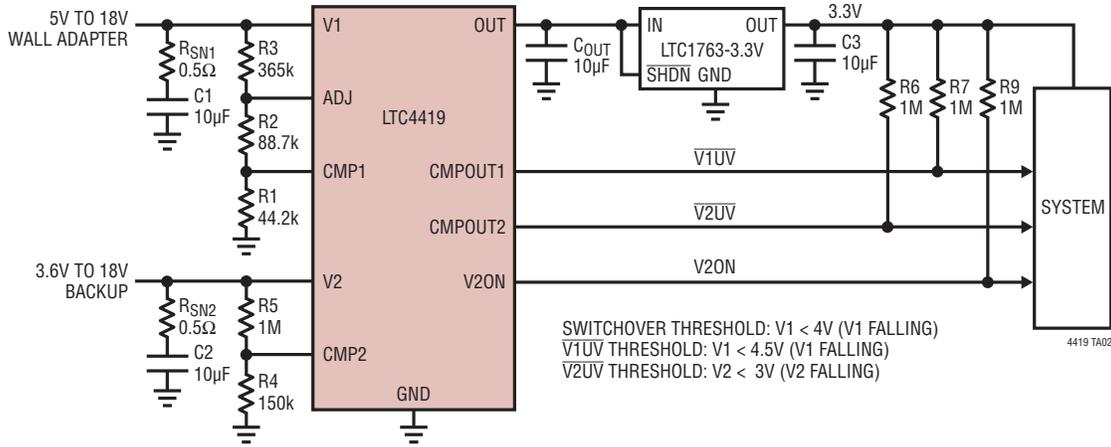 5V TO 18V
WALL ADAPTER
RSN1
0.5Ω
C1
10µF
R3
365k
R2
88.7k
R1
44.2k
V1
ADJ
CMP1
LTC4419
OUT
CMPOUT1
CMPOUT2
V2ON
COUT
10µF
IN
OUT
LTC1763-3.3V
SHDN GND
3.3V
C3
10µF
R6
1M
R7
1M
R9
1M
V1UV
V2UV
V2ON
SYSTEM
3.6V TO 18V
BACKUP
RSN2
0.5Ω
C2
10µF
R5
1M
R4
150k
V2
CMP2
GND
SWITCHOVER THRESHOLD: V1 < 4V (V1 FALLING)
V1UV THRESHOLD: V1 < 4.5V (V1 FALLING)
V2UV THRESHOLD: V2 < 3V (V2 FALLING)
4419 TA02